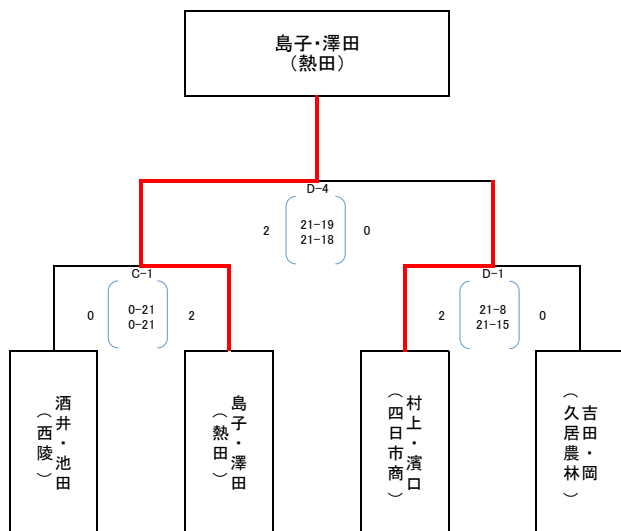 島子・澤田
（熱田）
D-4
2
21-19
21-18
0
C-1
0
0-21
0-21
2
D-1
2
21-8
21-15
0
酒井・池田
（西陵）
島子・澤田
（熱田）
村上・濱口
（四日市商）
吉田・岡
（久居農林）